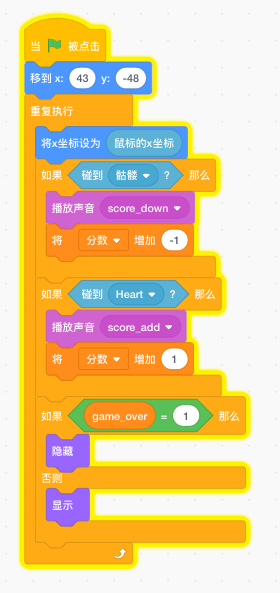 当 被点击
移到 x: 43 y: -48
重复执行
将x坐标设为 鼠标的x坐标
如果 碰到 骷髅 ? 那么
播放声音 score_down
将 分数 增加 -1
如果 碰到 Heart ? 那么
播放声音 score_add
将 分数 增加 1
如果 game_over = 1 那么
隐藏
否则
显示